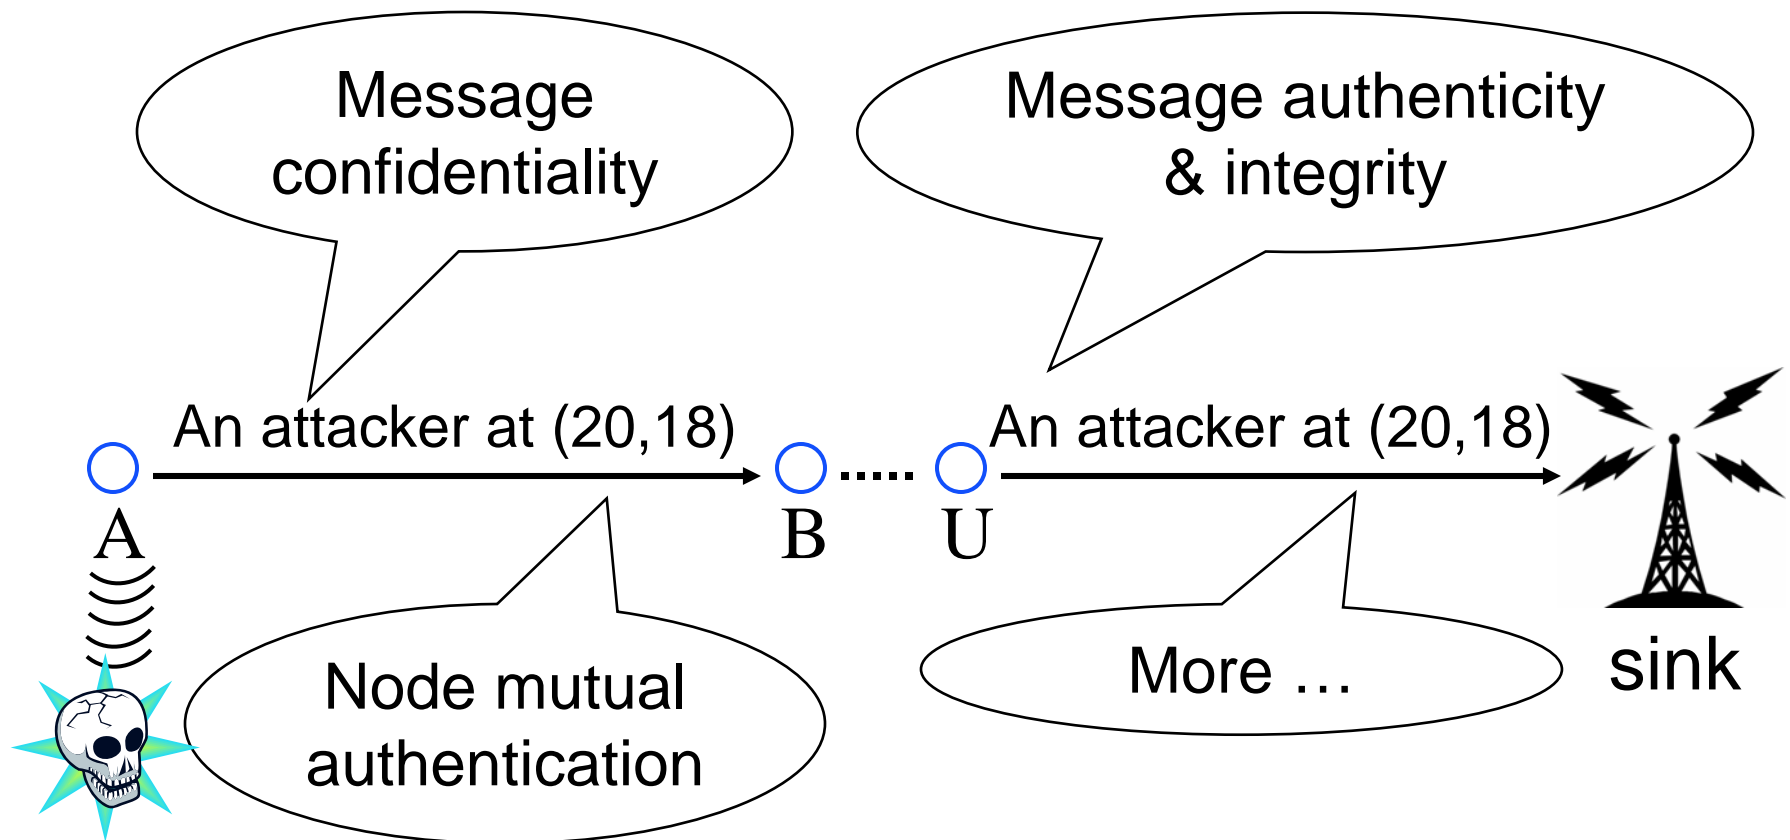 Message
confidentiality
Message authenticity
& integrity
An attacker at (20,18)
An attacker at (20,18)
A
B
U
Node mutual
authentication
More …
sink